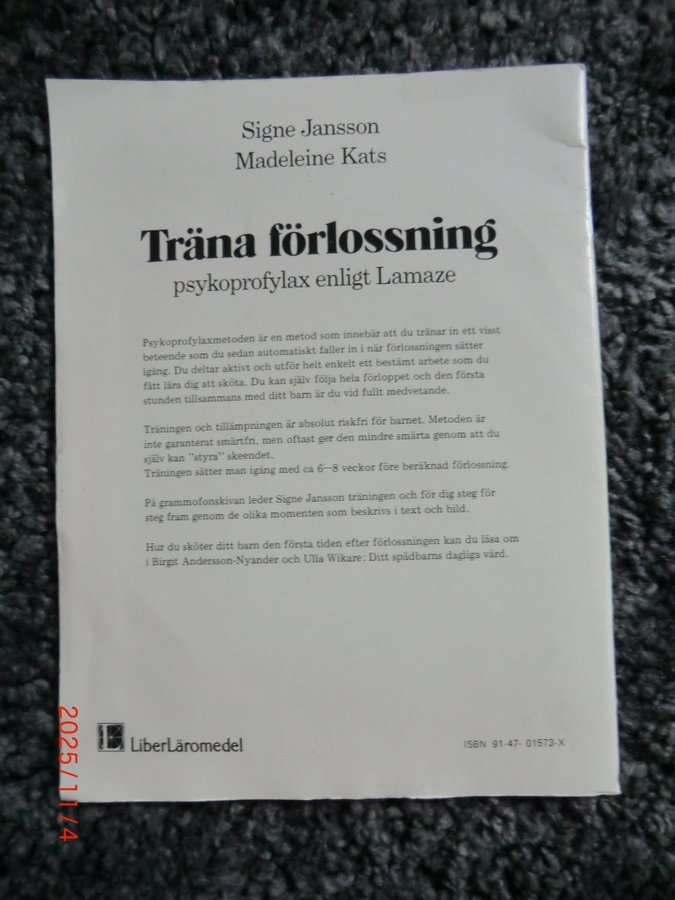 Signe Jansson
Madeleine Kats
Träna förlossning
psykoprofylax enligt Lamaze
Psykoprofylaxmetoden är en metod som innebär att du tränar in ett visst
beteende som du sedan automatiskt faller in i när förlossningen sätter
igång. Du deltar aktivt och utför helt enkelt ett bestämt arbete som du
fått lära dig att sköta. Du kan själv följa hela förloppet och den första
stunden tillsammans med ditt barn är du vid fullt medvetande.
Träningen och tillämpningen är absolut riskfri för barnet. Metoden är
inte garanterat smärtfri, men oftast ger den mindre smärta genom att du
själv kan "styra" skeendet.
Träningen sätter man igång med ca 6—8 veckor före beräknad förlossning.
På grammofonskivan leder Signe Jansson träningen och för dig steg för
steg fram genom de olika momenten som beskrivs i text och bild.
Hur du sköter ditt barn den första tiden efter förlossningen kan du läsa om
i Birgit Andersson-Nyander och Ulla Wikare: Ditt spädbarns dagliga vård.
LiberLäromedel
ISBN 91-47- 01573-X
2025/11/4